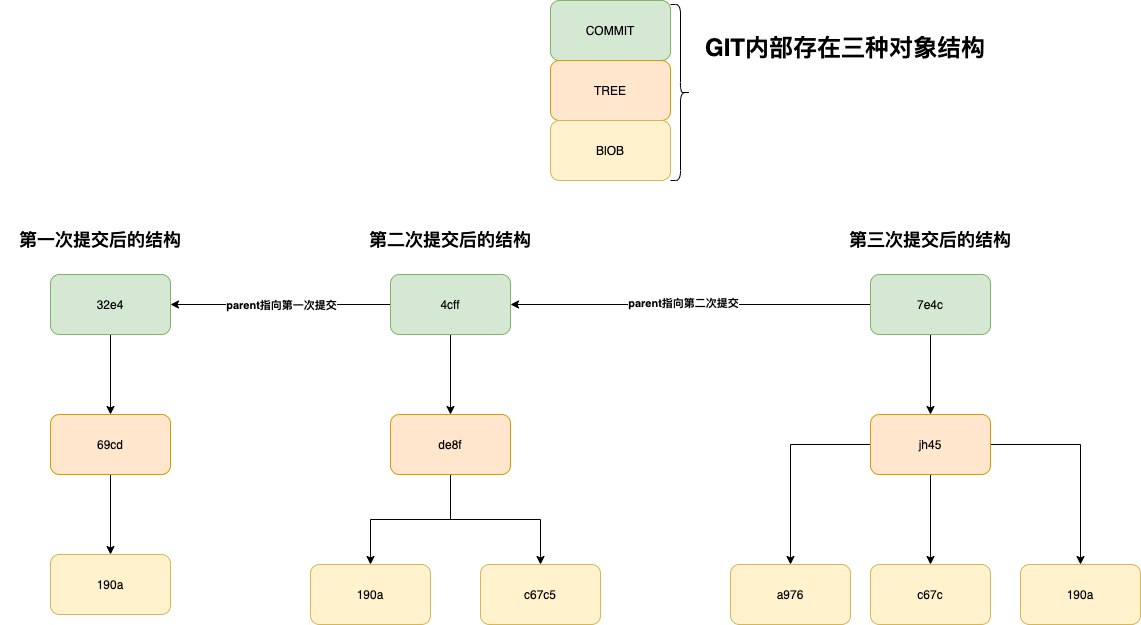 COMMIT
GIT内部存在三种对象结构
TREE
BIOB
第一次提交后的结构
第二次提交后的结构
第三次提交后的结构
32e4
parent指向第一次提交
4cff
parent指向第二次提交
7e4c
69cd
de8f
jh45
190a
190a
c67c5
a976
c67c
190a